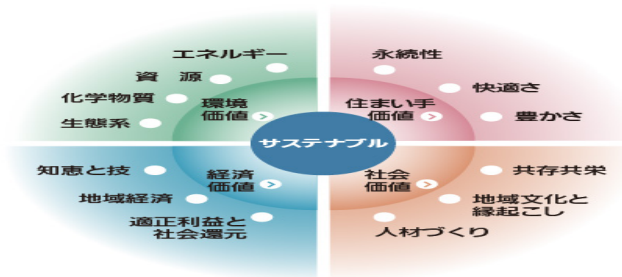 エネルギー
資 源
化学物質
生態系
環境
価値
永続性
快適さ
豊かさ
住まい手
価値
サステナブル
知恵と技
地域経済
適正利益と
社会還元
経済
価値
社会
価値
共存共栄
地域文化と
縁起こし
人材づくり